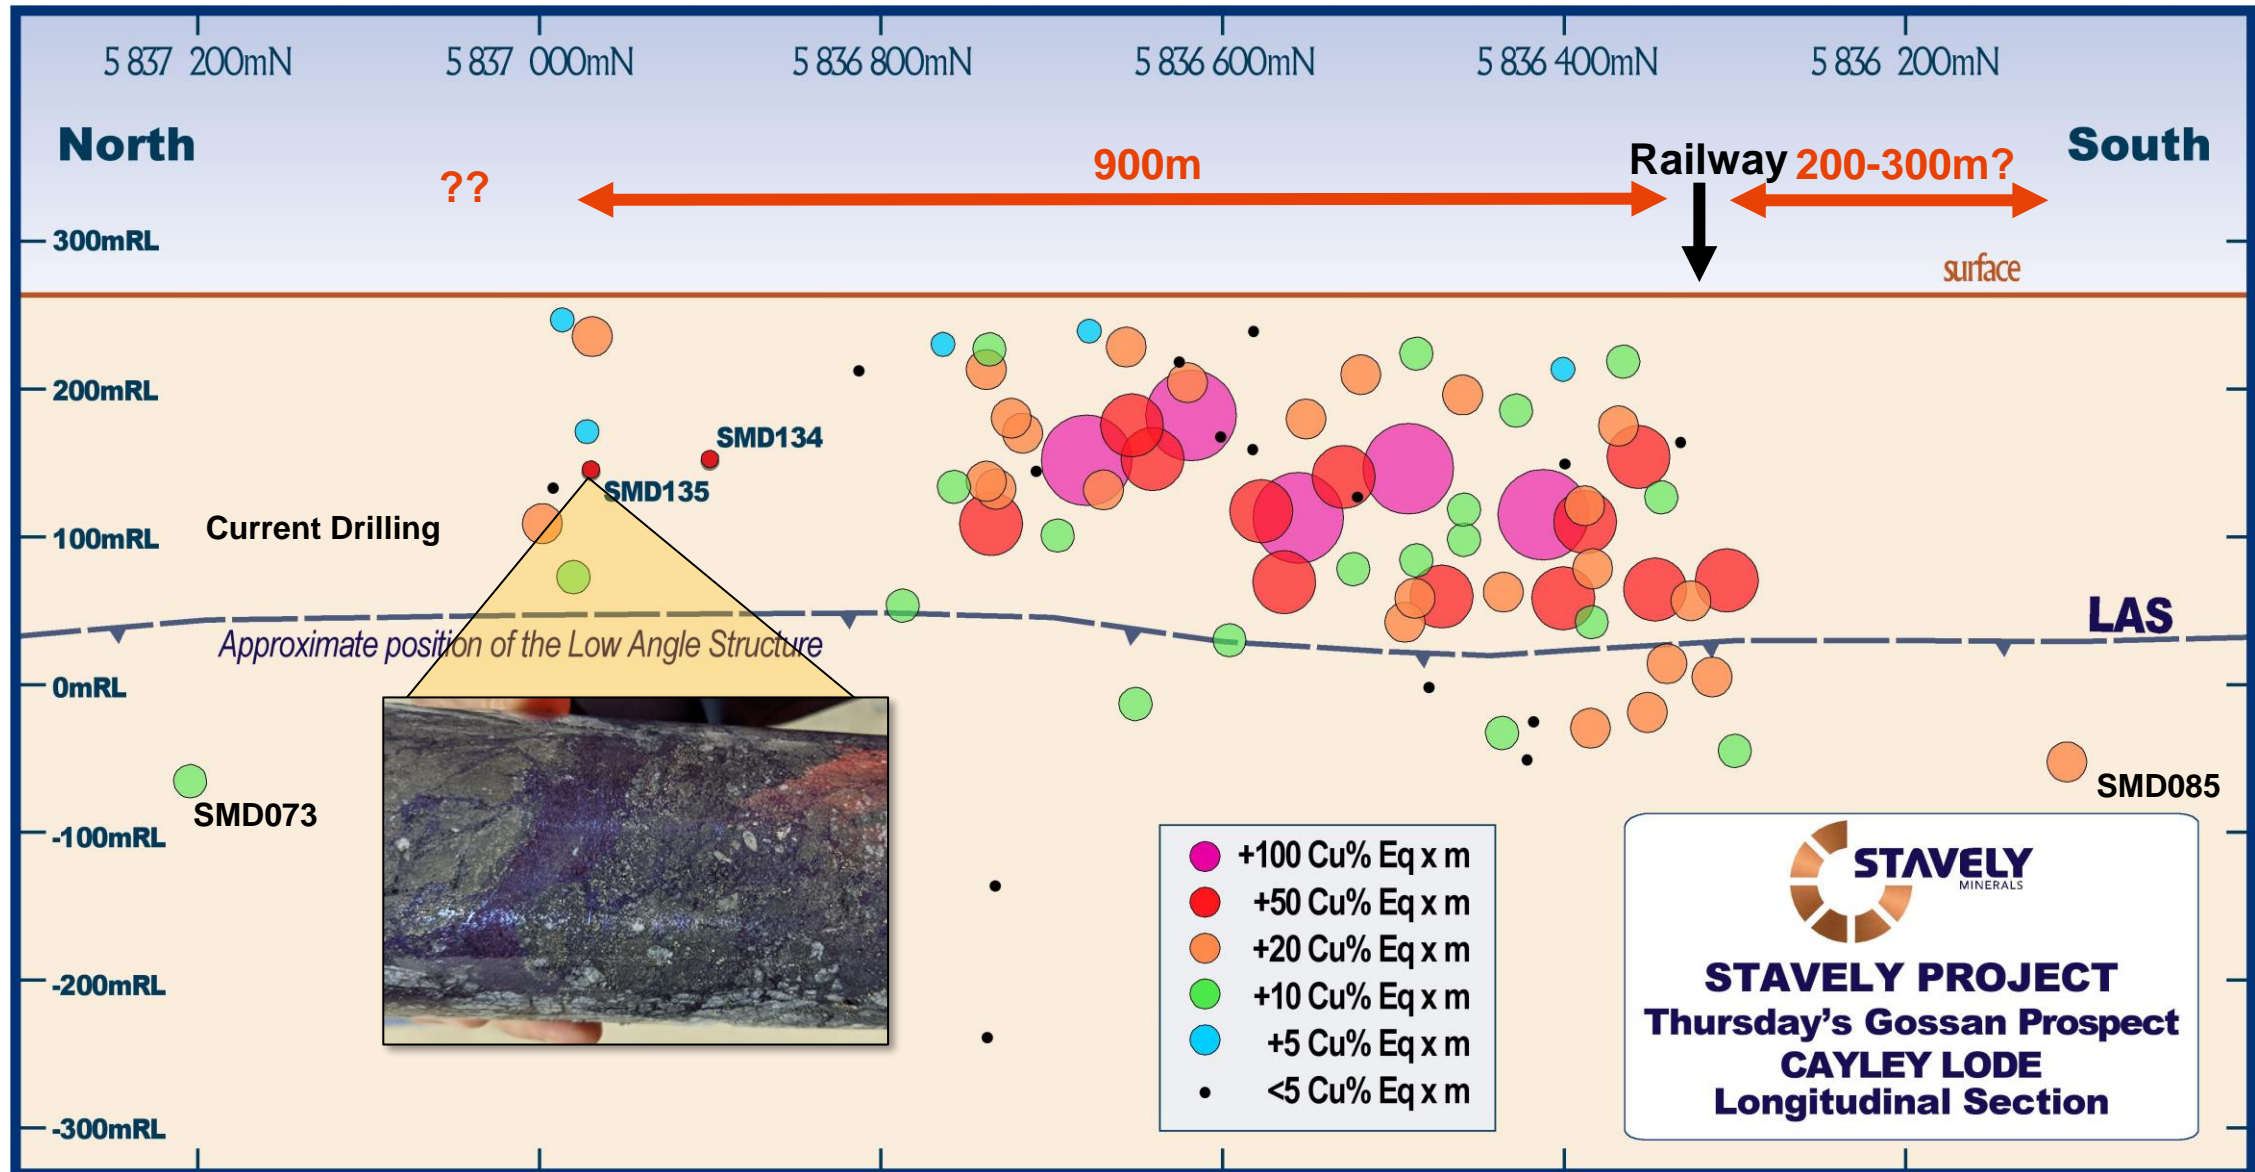 5 837 200mN
5 837 000mN
5 836 800mN
5 836 600mN
5 836 400mN
5 836 200mN
North
??
900m
Railway
200-300m?
South
300mRL
surface
200mRL
SMD134
SMD135
Current Drilling
100mRL
LAS
Approximate position of the Low Angle Structure
0mRL
SMD073
SMD085
-100mRL
-200mRL
-300mRL
+100 Cu% Eq x m
+50 Cu% Eq x m
+20 Cu% Eq x m
+10 Cu% Eq x m
+5 Cu% Eq x m
<5 Cu% Eq x m
STAVELY
MINERALS
STAVELY PROJECT
Thursday's Gossan Prospect
CAYLEY LODE
Longitudinal Section